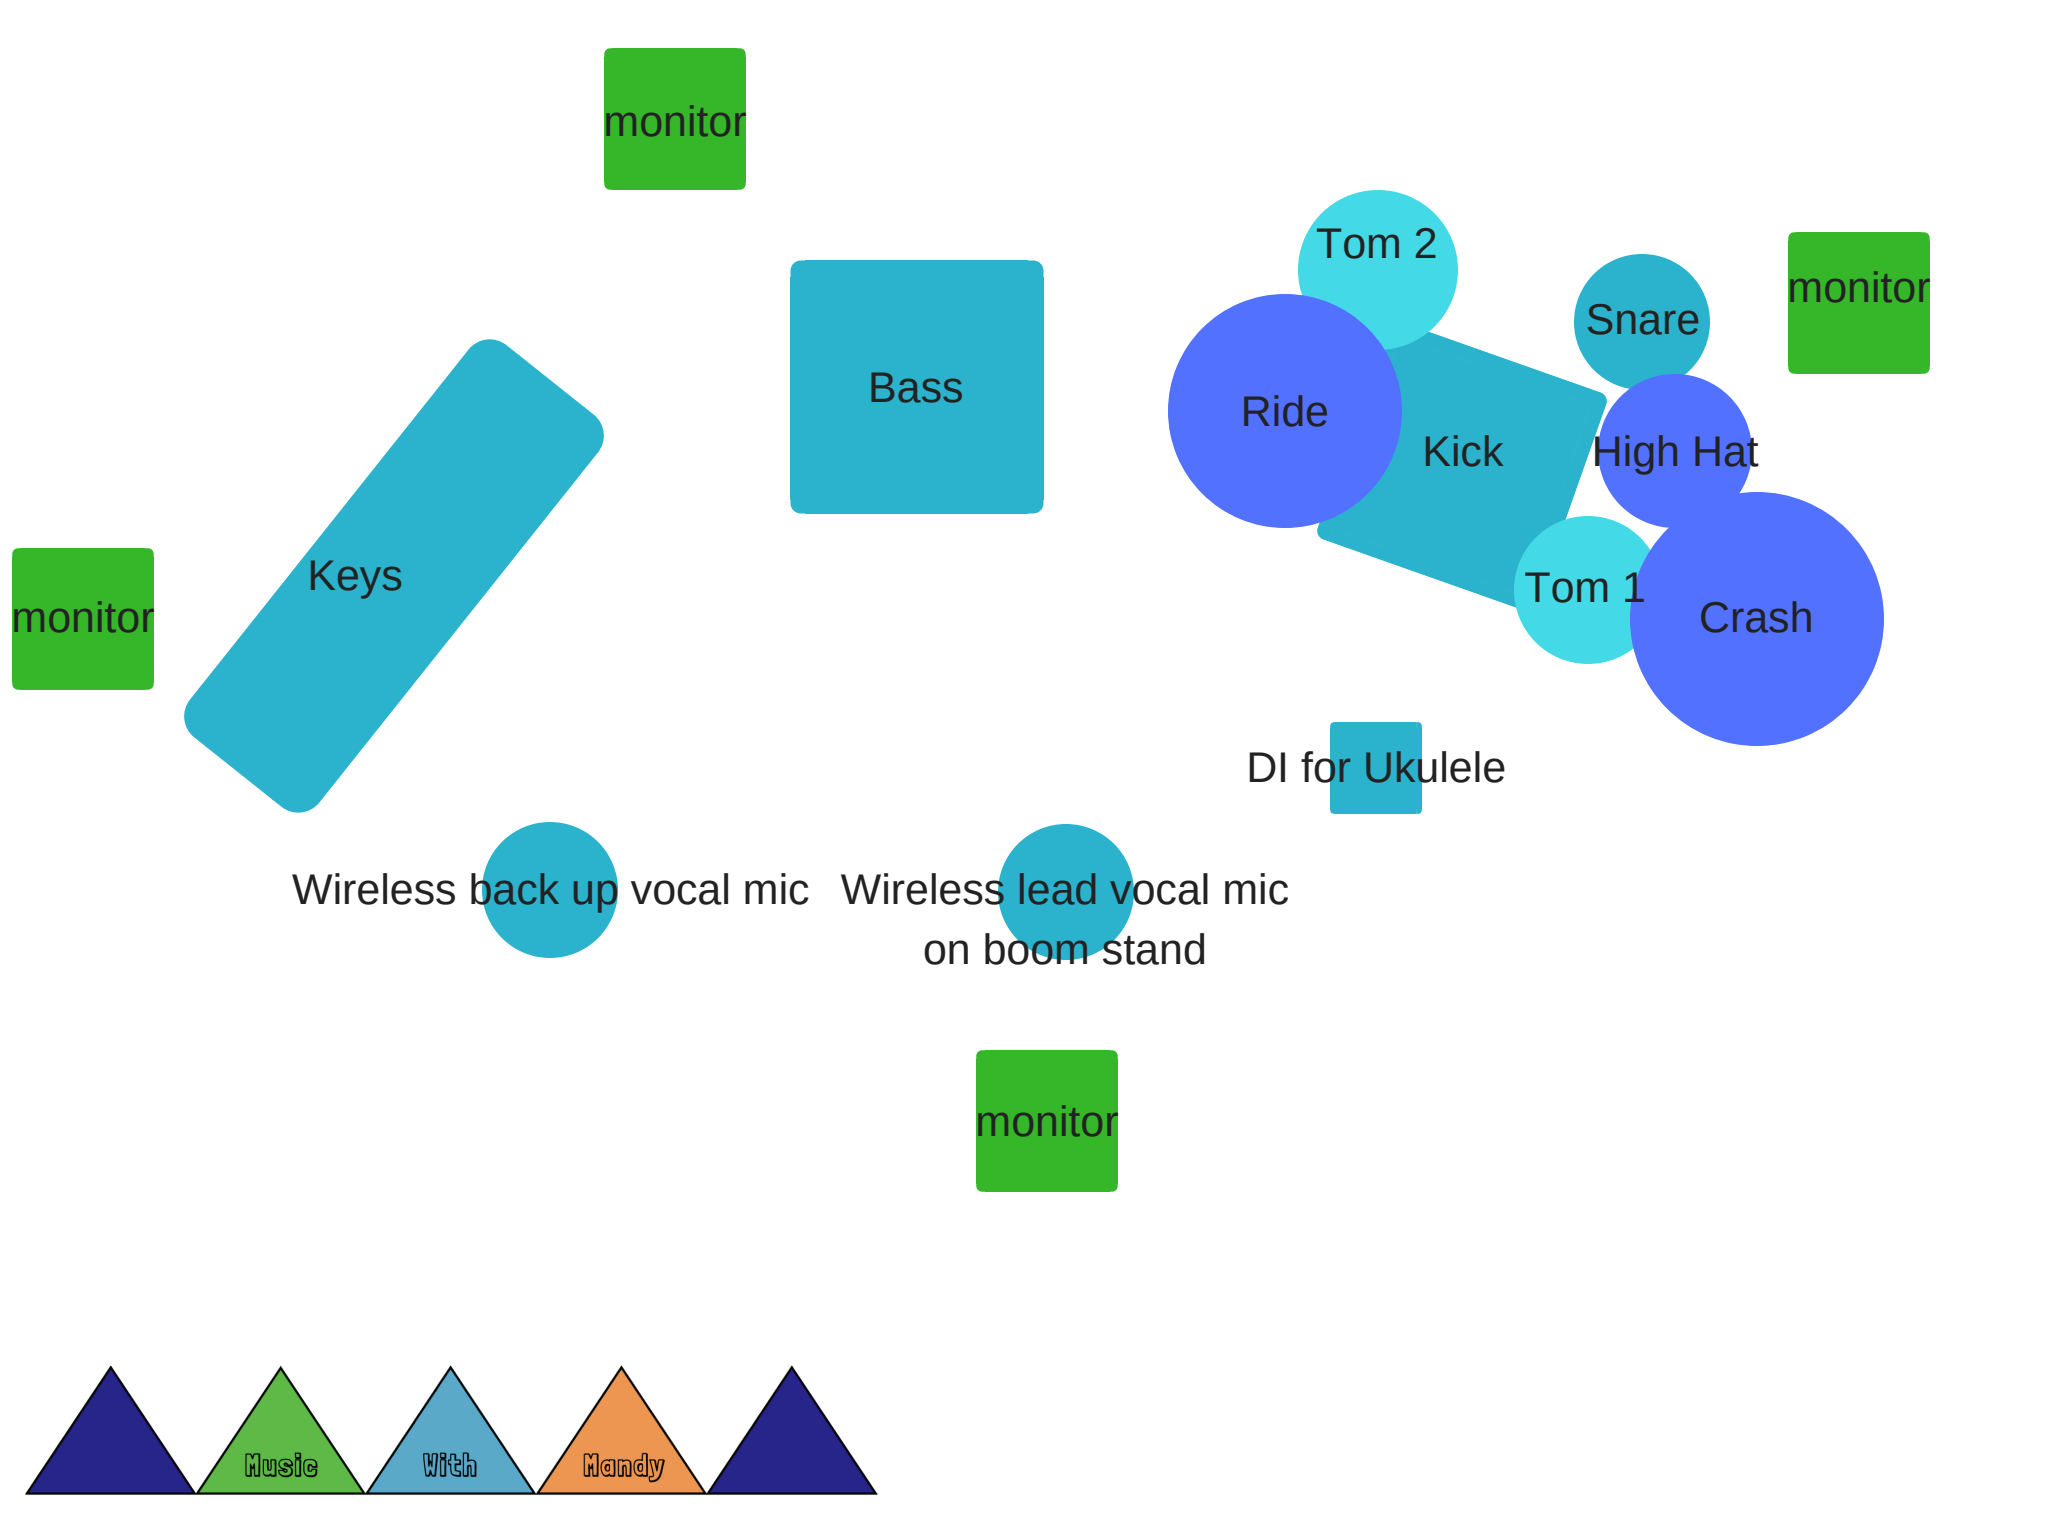 monitor
Tom 2
monitor
Snare
Bass
Ride
Kick
High Hat
Keys
monitor
Tom 1
Crash
DI for Ukulele
Wireless back up vocal mic
Wireless lead vocal mic
on boom stand
monitor
Music
With
Mandy